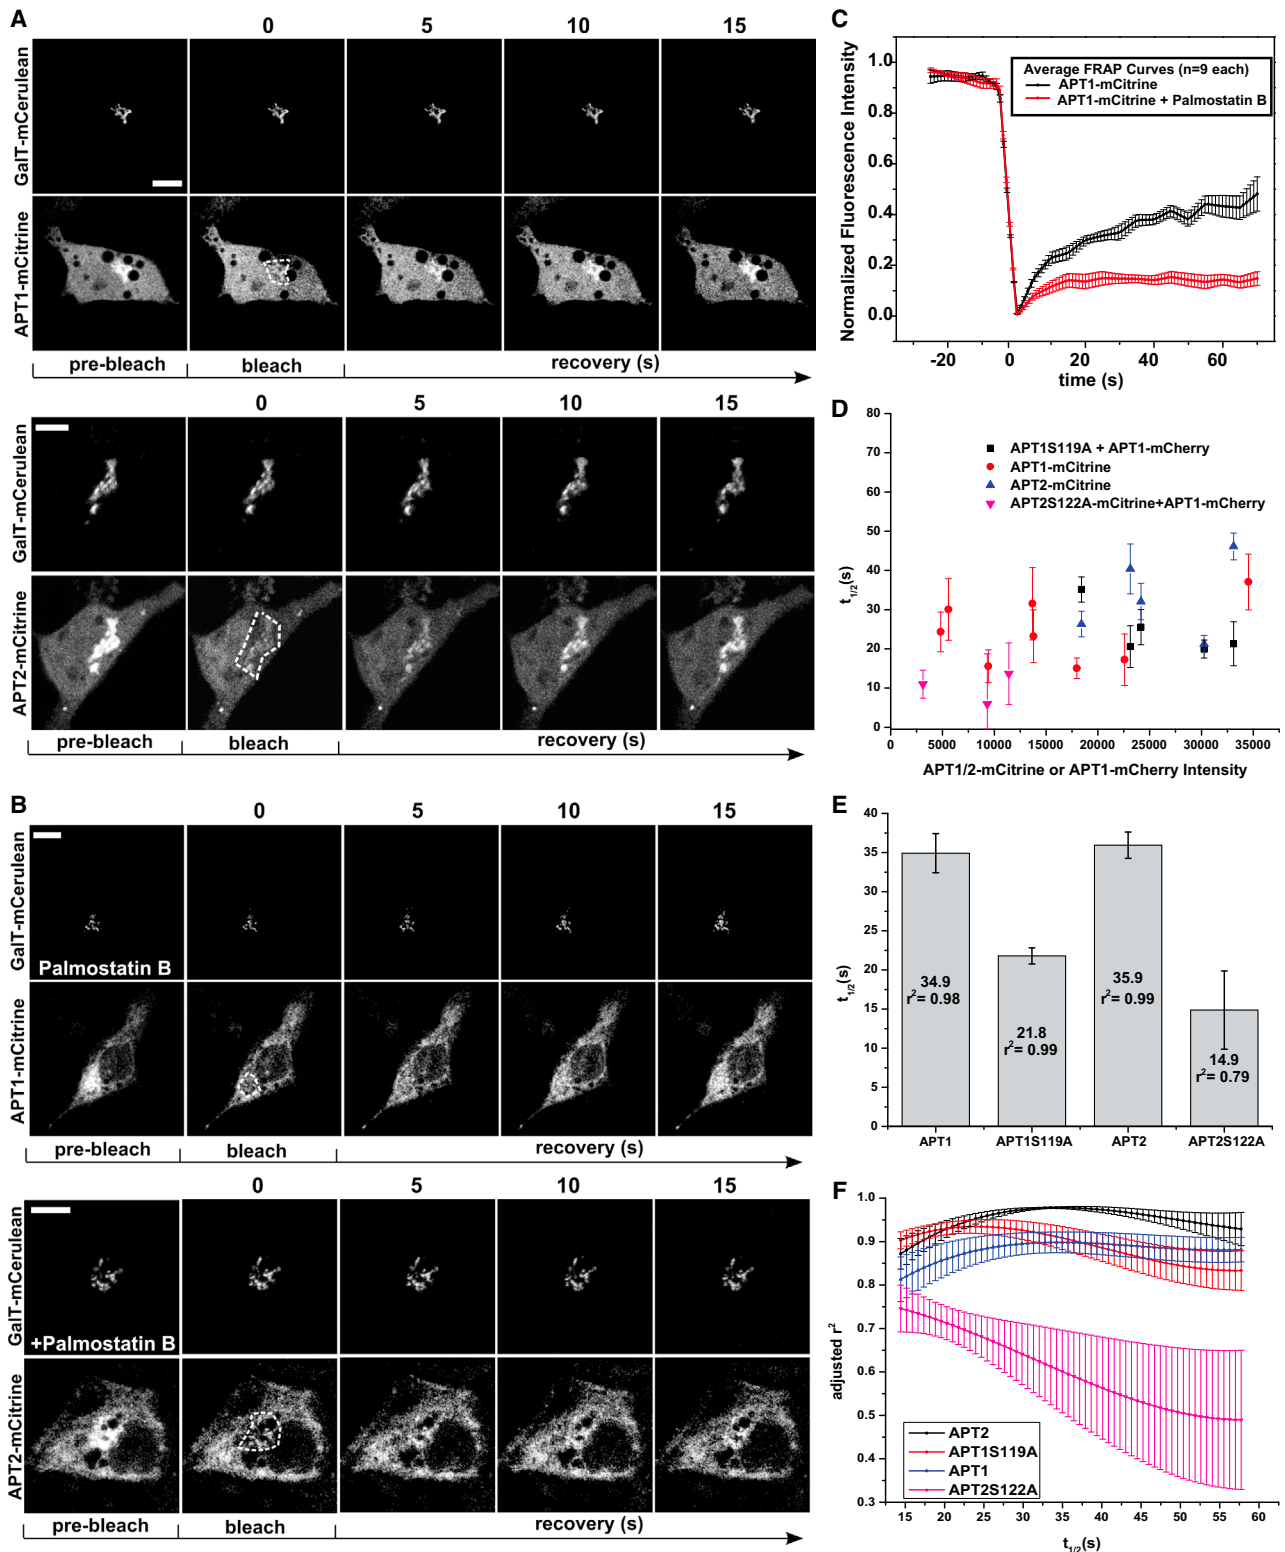 A
0 5 10 15
GalT-mCerulean
APT1-mCitrine
pre-bleach bleach recovery (s)
0 5 10 15
GalT-mCerulean
APT2-mCitrine
pre-bleach bleach recovery (s)
B
0 5 10 15
GalT-mCerulean
Palmostatin B
APT1-mCitrine
pre-bleach bleach recovery (s)
0 5 10 15
GalT-mCerulean
+Palmostatin B
APT2-mCitrine
pre-bleach bleach recovery (s)
C
Normalized Fluorescence Intensity
1.0
0.8
0.6
0.4
0.2
0.0
Average FRAP Curves (n=9 each)
APT1-mCitrine
APT1-mCitrine + Palmostatin B
-20 0 20 40 60
time (s)
D
t1/2(s)
80
70
60
50
40
30
20
10
0
APT1S119A + APT1-mCherry
APT1-mCitrine
APT2-mCitrine
APT2S122A-mCitrine+APT1-mCherry
0 5000 10000 15000 20000 25000 30000 35000
APT1/2-mCitrine or APT1-mCherry Intensity
E
t1/2(s)
40
35
30
25
20
15
10
5
0
34.9
r²= 0.98
21.8
r²= 0.99
35.9
r²= 0.99
14.9
r²= 0.79
APT1 APT1S119A APT2 APT2S122A
F
adjusted r²
1.0
0.9
0.8
0.7
0.6
0.5
0.4
0.3
APT2
APT1S119A
APT1
APT2S122A
15 20 25 30 35 40 45 50 55 60
t1/2(s)